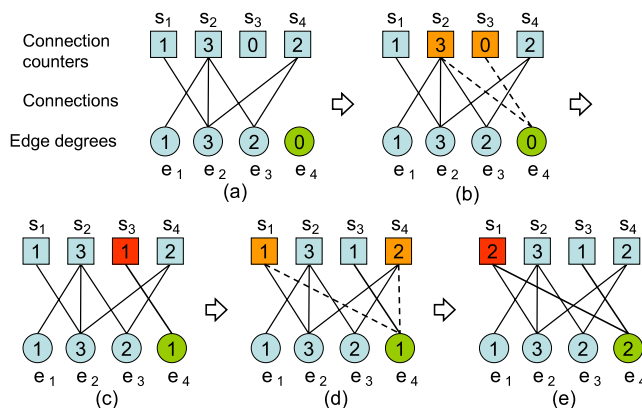 s1 s2 s3 s4 s1 s2 s3 s4
Connection counters 1 3 0 2 1 3 0 2
Connections
Edge degrees 1 3 2 0 1 3 2 0
e1 e2 e3 e4 e1 e2 e3 e4
(a) (b)
s1 s2 s3 s4 s1 s2 s3 s4 s1 s2 s3 s4
1 3 1 2 1 3 1 2 2 3 1 2
1 3 2 1 1 3 2 1 1 3 2 2
e1 e2 e3 e4 e1 e2 e3 e4 e1 e2 e3 e4
(c) (d) (e)